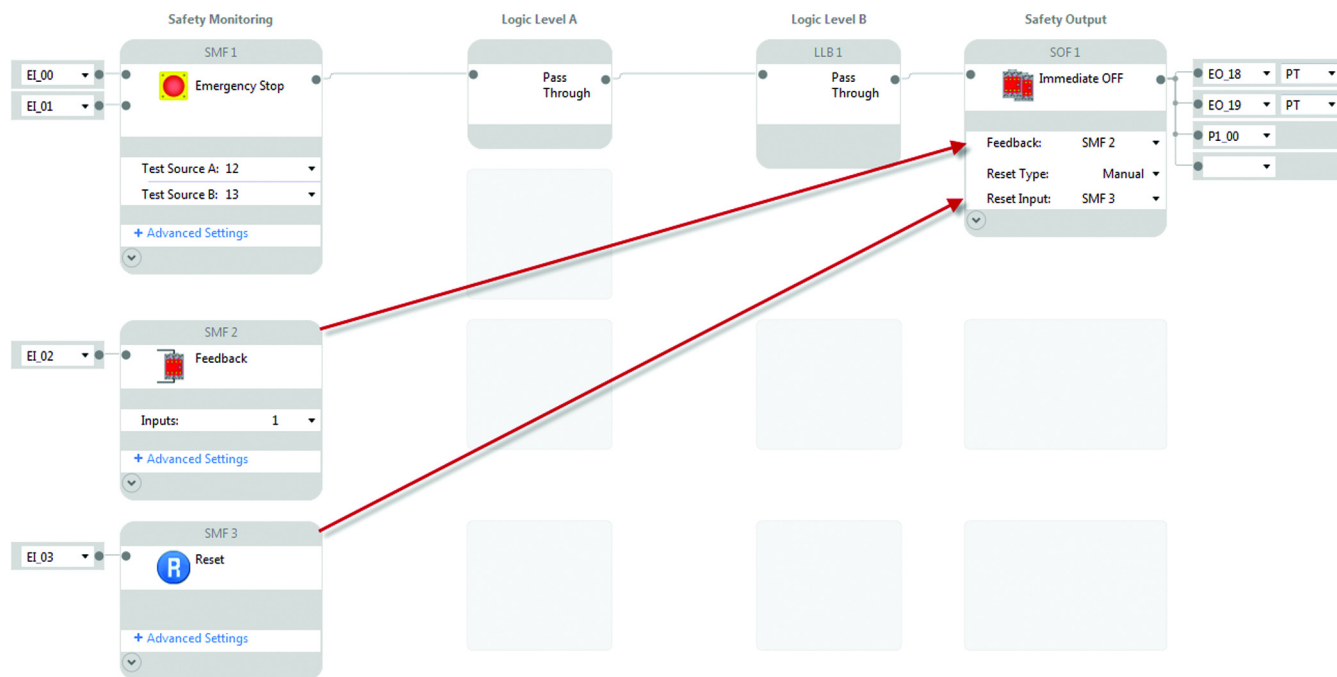 Safety Monitoring
Logic Level A
Logic Level B
Safety Output
SMF 1
EI_00
EI_01
Emergency Stop
Test Source A: 12
Test Source B: 13
+ Advanced Settings
Pass
Through
LLB 1
Pass
Through
SOF 1
Immediate OFF
Feedback: SMF 2
Reset Type: Manual
Reset Input: SMF 3
EO_18 PT
EO_19 PT
P1_00
SMF 2
EI_02
Feedback
Inputs: 1
+ Advanced Settings
SMF 3
EI_03
R
Reset
+ Advanced Settings